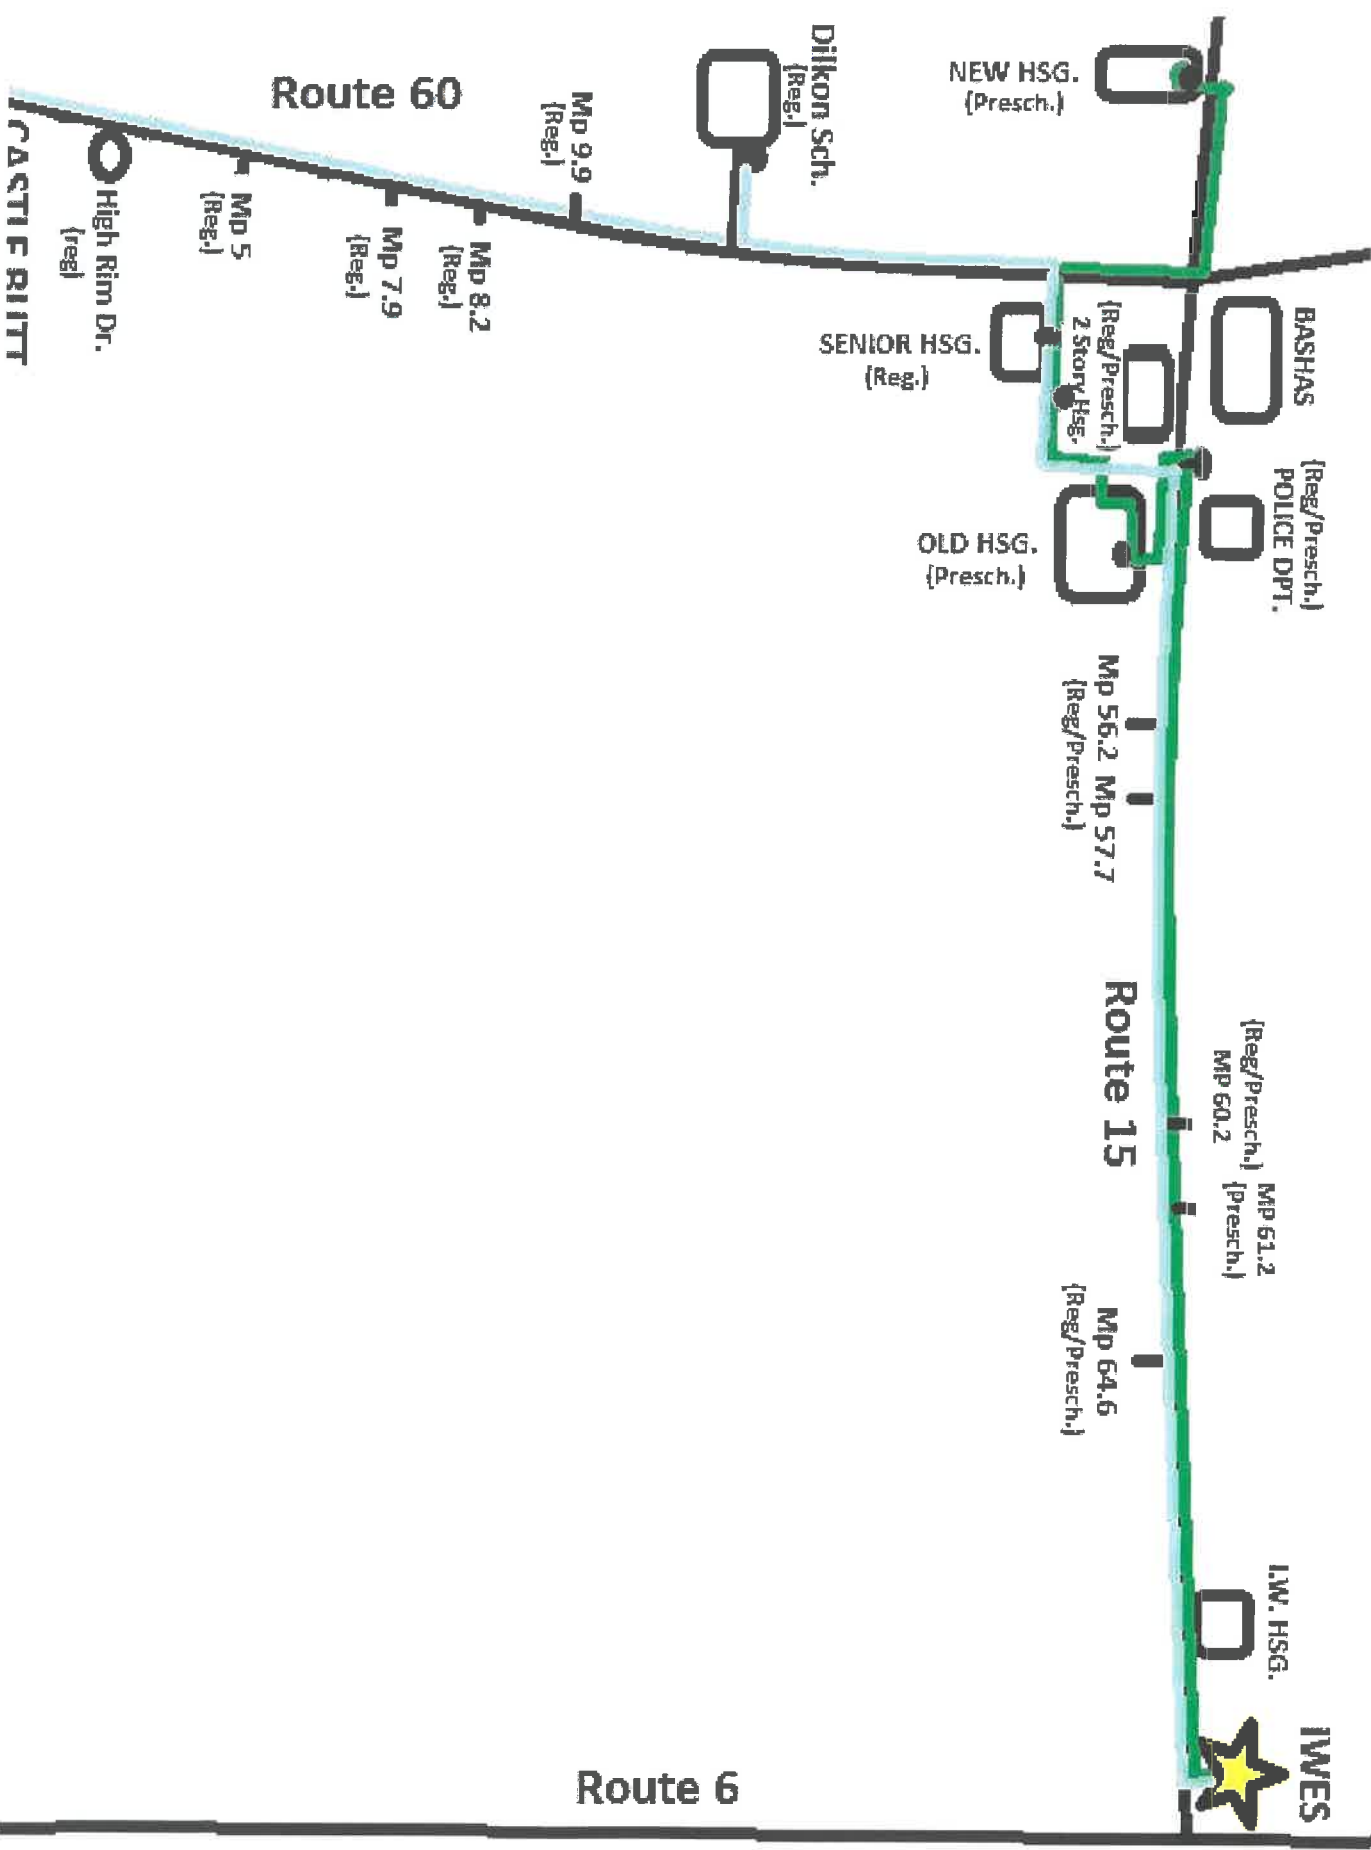 NEW HSG.
(Presch.)
Dilkon Sch.
(Reg.)
Route 60
Mp 9.9
(Reg.)
Mp 8.2
(Reg.)
Mp 7.9
(Reg.)
Mp 5
(Reg.)
High Rim Dr.
(reg)
CASTLE BUTT
BASHAS
(Reg/Presch.)
2 Story Hsg.
SENIOR HSG.
(Reg.)
(Reg/Presch.)
POLICE DPT.
OLD HSG.
(Presch.)
Mp 56.2 Mp 57.7
(Reg/Presch.)
Route 15
(Reg/Presch.)
MP 60.2
MP 61.2
(Presch.)
Mp 64.6
(Reg/Presch.)
I.W. HSG.
IWES
Route 6